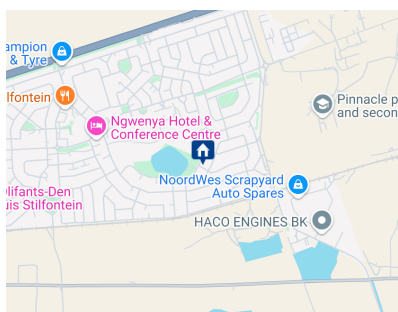 ampion
& Tyre
ilfontein
Ngwenya Hotel &
Conference Centre
Pinnacle p
and secon
NoordWes Scrapyard
Auto Spares
Olifants-Den
uis Stilfontein
HACO ENGINES BK